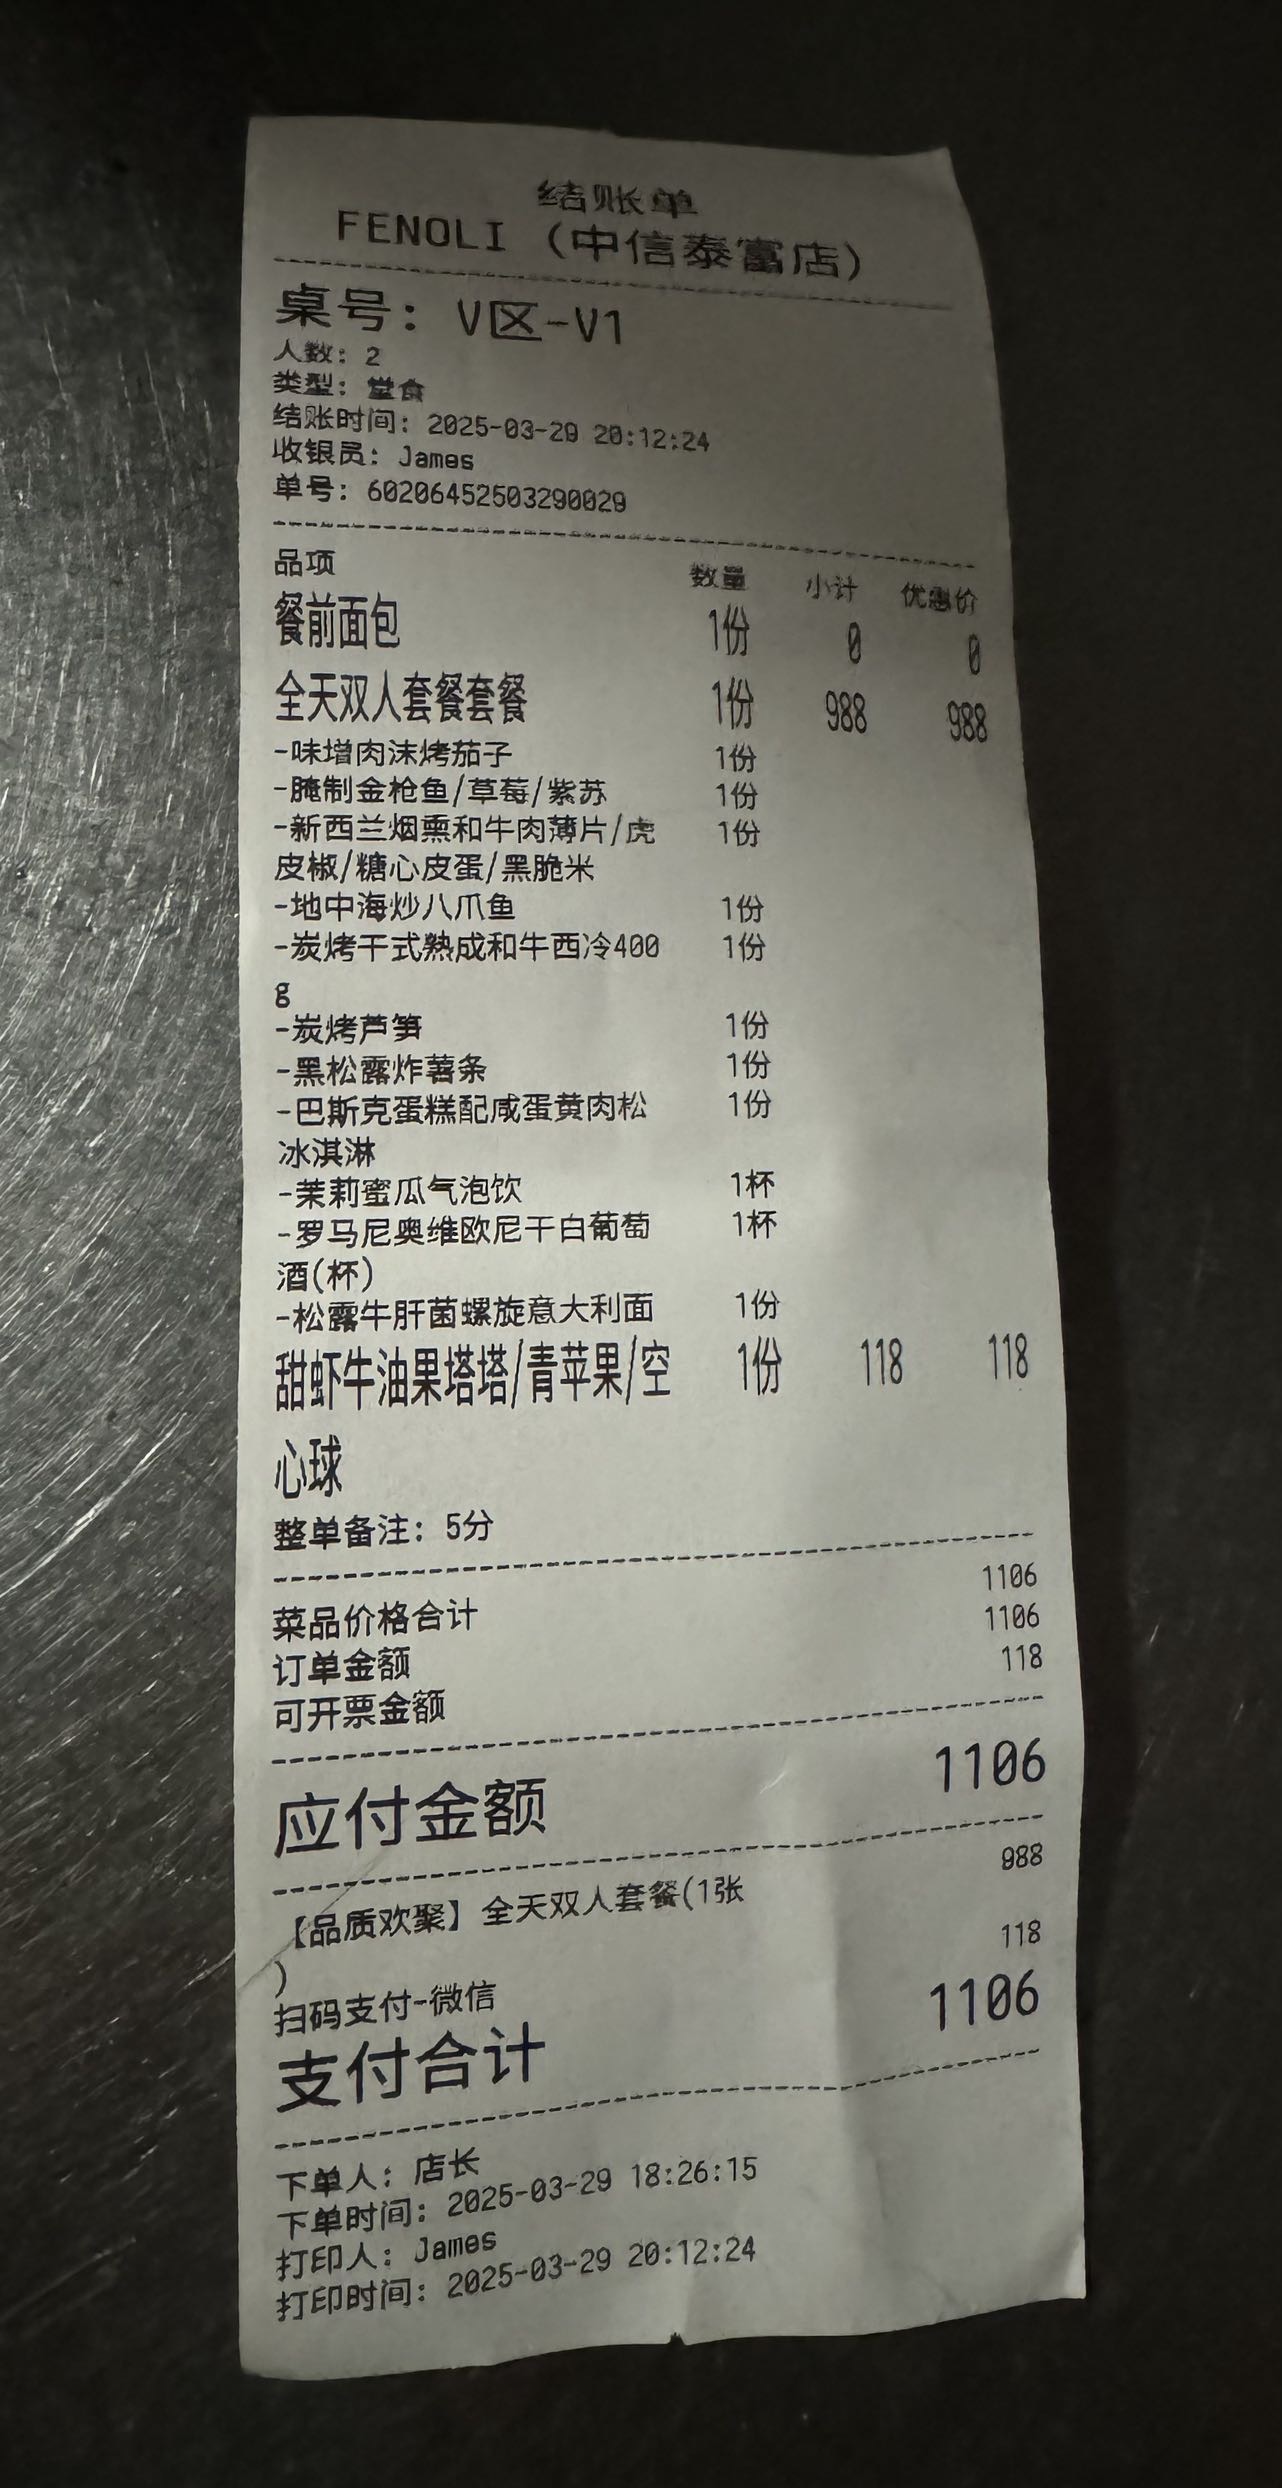 结账单
FENOLI (中信泰富店)
桌号: V区-V1
人数: 2
类型: 堂食
结账时间: 2025-03-29 20:12:24
收银员: James
单号: 60206452503290029
品项 数量 小计 优惠价
餐前面包 1份 0 0
全天双人套餐套餐 1份 988 988
-味增肉沫烤茄子 1份
-腌制金枪鱼/草莓/紫苏 1份
-新西兰烟熏和牛肉薄片/虎 1份
皮椒/糖心皮蛋/黑脆米
-地中海炒八爪鱼 1份
-炭烤干式熟成和牛西冷400 1份
g
-炭烤芦笋 1份
-黑松露炸薯条 1份
-巴斯克蛋糕配咸蛋黄肉松 1份
冰淇淋
-茉莉蜜瓜气泡饮 1杯
-罗马尼奥维欧尼干白葡萄 1杯
酒(杯)
-松露牛肝菌螺旋意大利面 1份
甜虾牛油果塔塔/青苹果/空 1份 118 118
心球
整单备注: 5分
菜品价格合计 1106
订单金额 1106
可开票金额 118
应付金额 1106
【品质欢聚】全天双人套餐(1张 988
)
扫码支付-微信 118
支付合计 1106
下单人: 店长
下单时间: 2025-03-29 18:26:15
打印人: James
打印时间: 2025-03-29 20:12:24